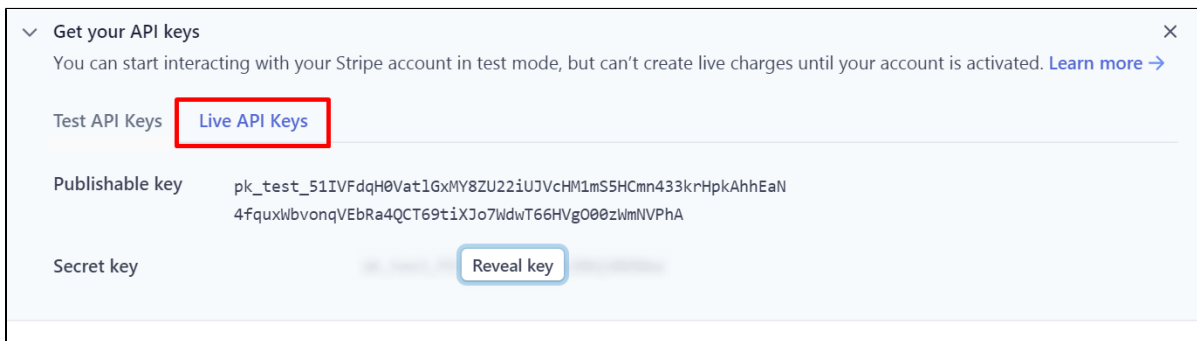 Get your API keys
You can start interacting with your Stripe account in test mode, but can't create live charges until your account is activated. Learn more →
Test API Keys Live API Keys
Publishable key pk_test_51IVFdqH0VatlGxMY8ZU22iUJVcHM1mS5HCmn433krHpkAhhEaN
4fquxWbvonqVEbRa4QCT69tiXJo7WdwT66HVgO00zWmNVPhA
Secret key Reveal key